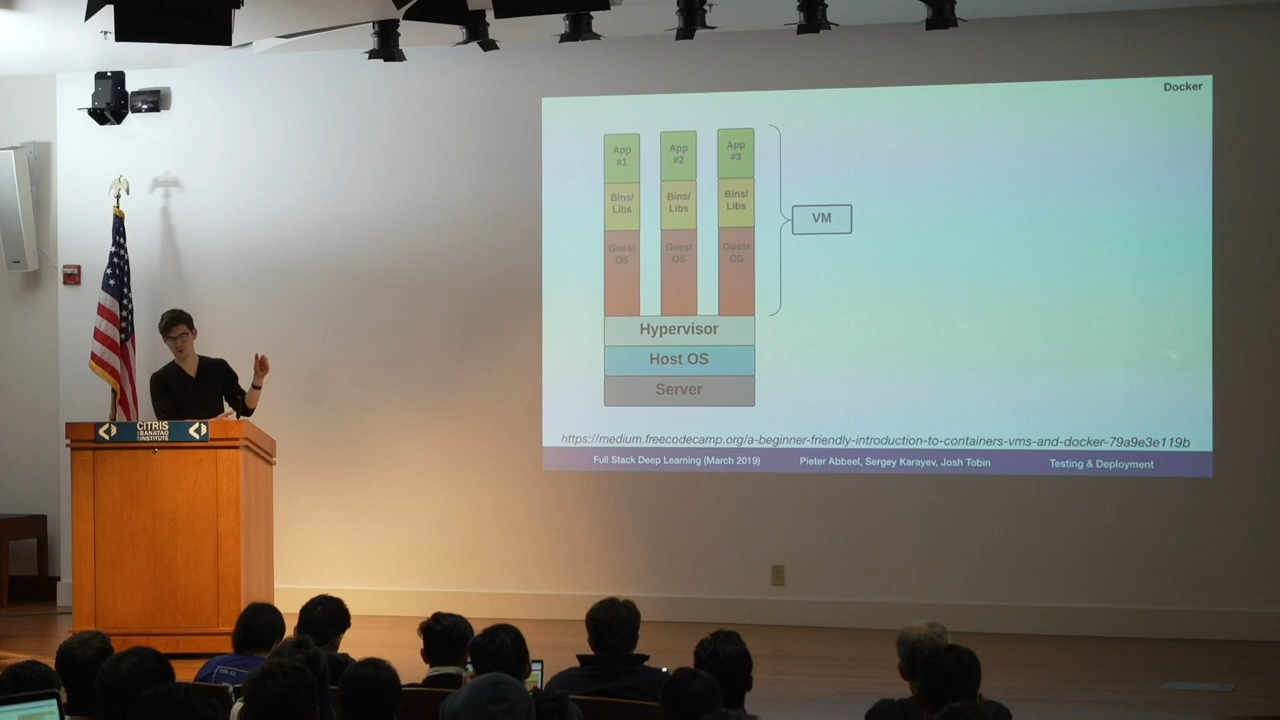 Docker
App
#1
App
#2
App
#3
Bins/
Libs
Bins/
Libs
Bins/
Libs
VM
Guest
OS
Guest
OS
Guest
OS
Hypervisor
Host OS
Server
https://medium.freecodecamp.org/a-beginner-friendly-introduction-to-containers-vms-and-docker-79a9e3e119b
Full Stack Deep Learning (March 2019)
Pieter Abbeel, Sergey Karayev, Josh Tobin
Testing & Deployment
CITRIS
BANATAO
INSTITUTE